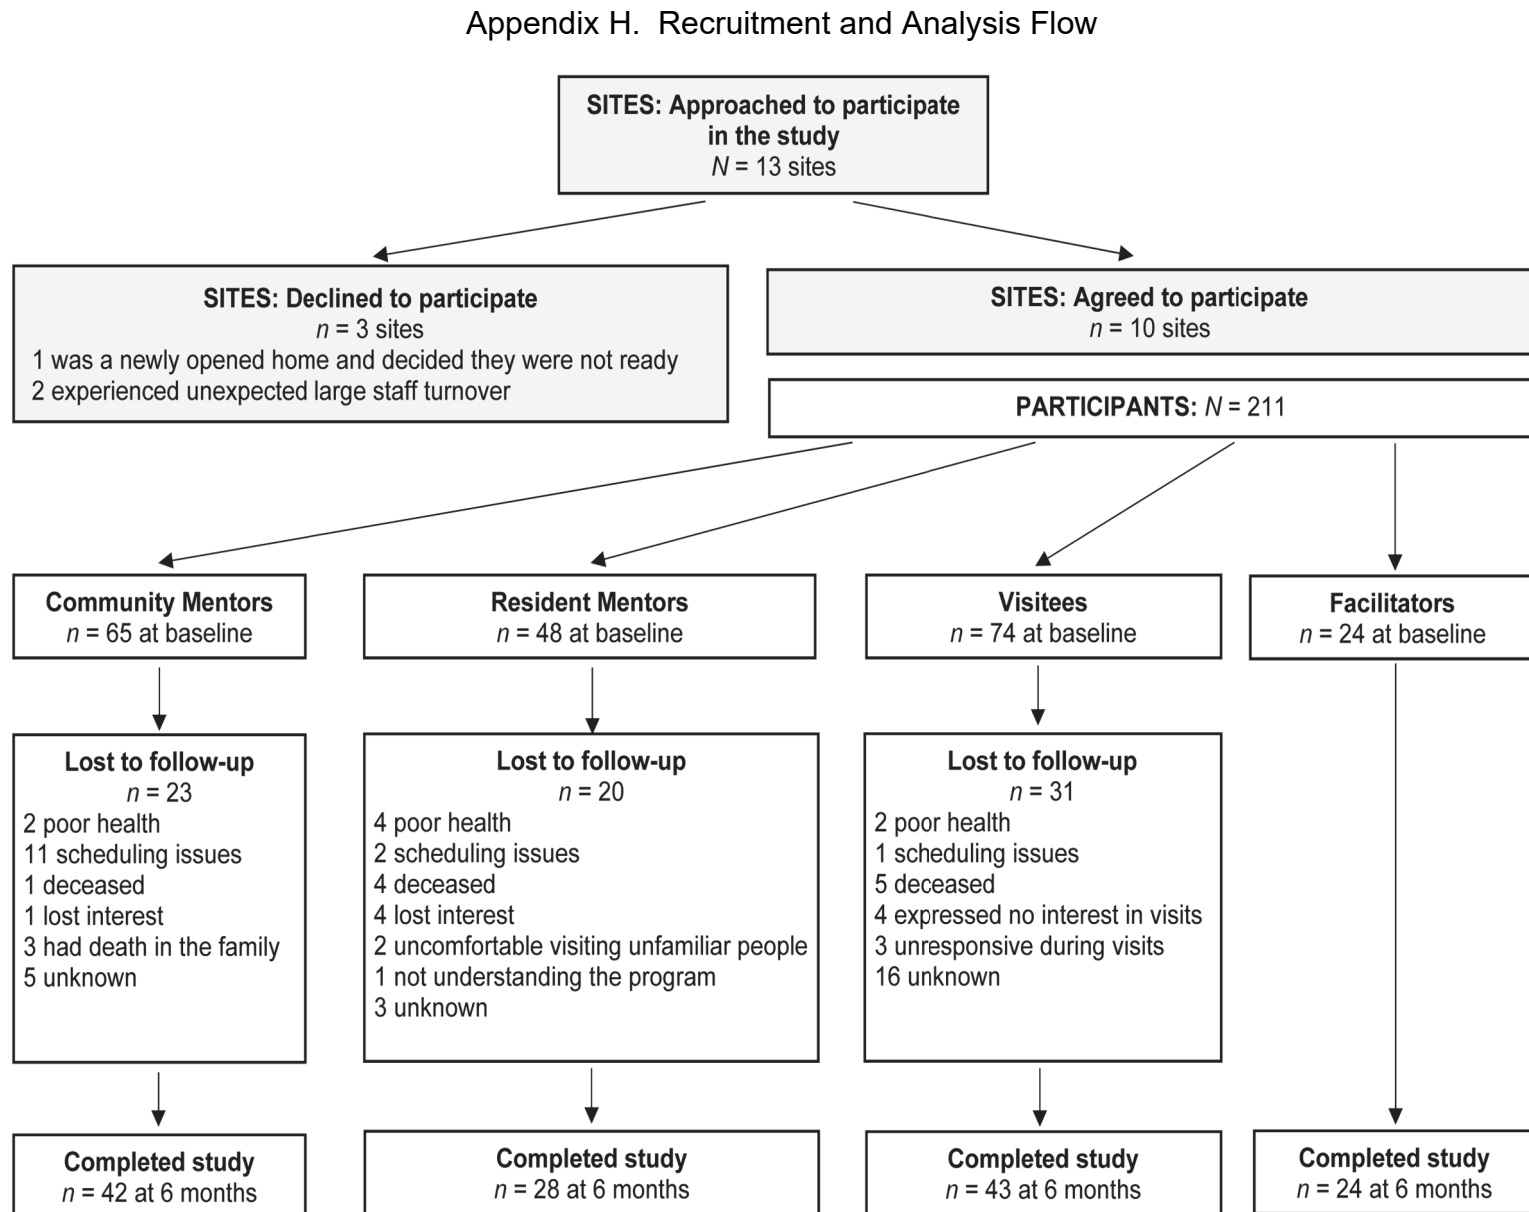 Appendix H.  Recruitment and Analysis Flow
SITES: Approached to participate
in the study
N = 13 sites
SITES: Declined to participate
n = 3 sites
1 was a newly opened home and decided they were not ready
2 experienced unexpected large staff turnover
SITES: Agreed to participate
n = 10 sites
PARTICIPANTS: N = 211
Community Mentors
n = 65 at baseline
Resident Mentors
n = 48 at baseline
Visitees
n = 74 at baseline
Facilitators
n = 24 at baseline
Lost to follow-up
n = 23
2 poor health
11 scheduling issues
1 deceased
1 lost interest
3 had death in the family
5 unknown
Lost to follow-up
n = 20
4 poor health
2 scheduling issues
4 deceased
4 lost interest
2 uncomfortable visiting unfamiliar people
1 not understanding the program
3 unknown
Lost to follow-up
n = 31
2 poor health
1 scheduling issues
5 deceased
4 expressed no interest in visits
3 unresponsive during visits
16 unknown
Completed study
n = 42 at 6 months
Completed study
n = 28 at 6 months
Completed study
n = 43 at 6 months
Completed study
n = 24 at 6 months